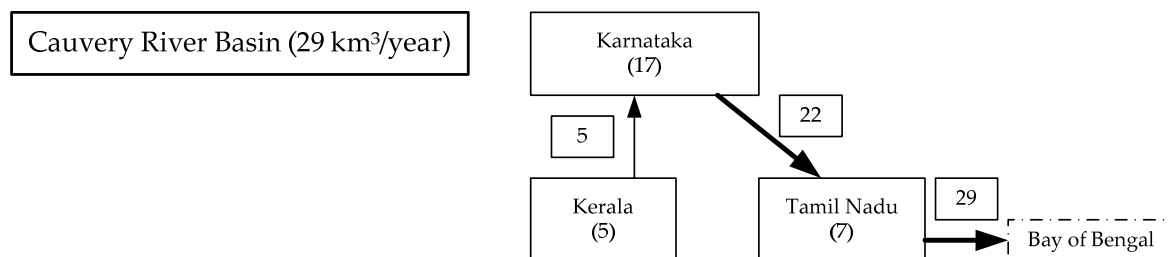 Cauvery River Basin (29 km³/year)
Karnataka
(17)
5
22
Kerala
(5)
Tamil Nadu
(7)
29
Bay of Bengal